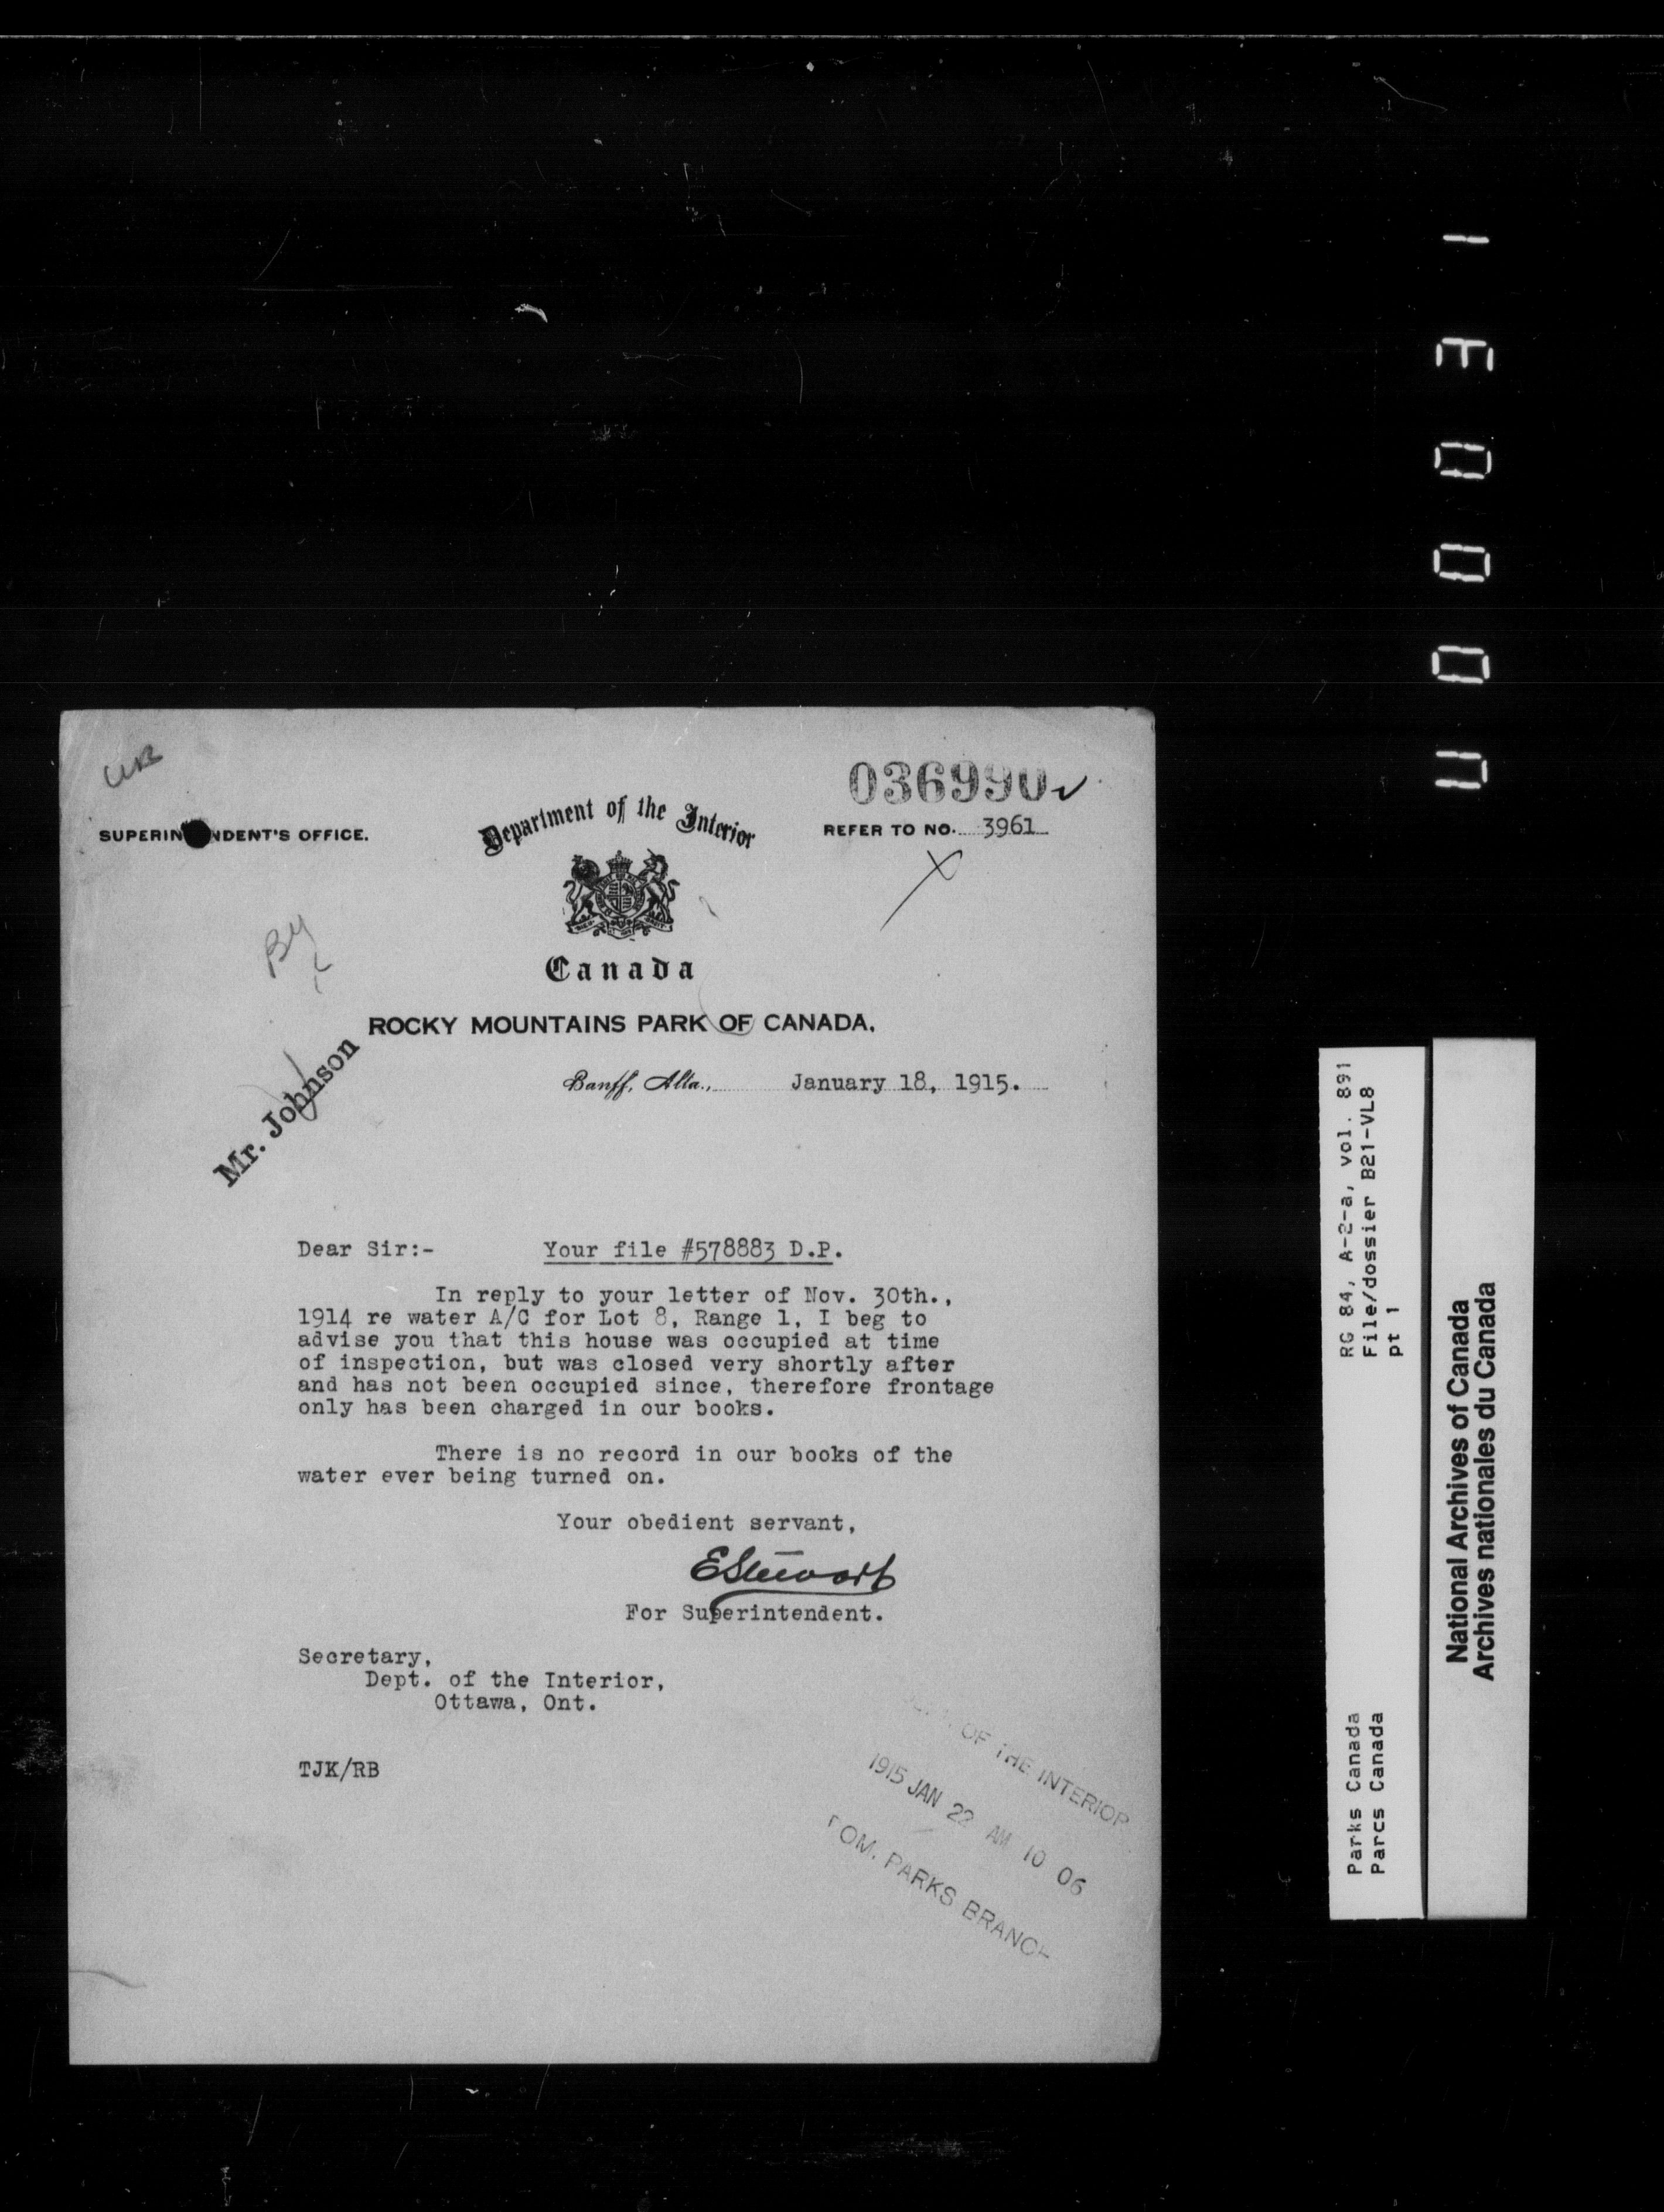 036990
SUPERIN NDENT'S OFFICE.
Department of the Interior
REFER TO NO. 3961
Canada
ROCKY MOUNTAINS PARK OF CANADA.
Mr. Johnson
Banff, Alta., January 18, 1915.
Dear Sir:- Your file #578883 D.P.
In reply to your letter of Nov. 30th.,
1914 re water A/C for Lot 8, Range 1, I beg to
advise you that this house was occupied at time
of inspection, but was closed very shortly after
and has not been occupied since, therefore frontage
only has been charged in our books.
There is no record in our books of the
water ever being turned on.
Your obedient servant,
EStewart
For Superintendent.
Secretary,
Dept. of the Interior,
Ottawa, Ont.
TJK/RB
OF THE INTERIOR
1915 JAN 22 AM 10 06
DOM. PARKS BRANCH
RG 84, A-2-a, vol. 891
File/dossier B21-VL8
pt 1
Parks Canada
Parcs Canada
National Archives of Canada
Archives nationales du Canada